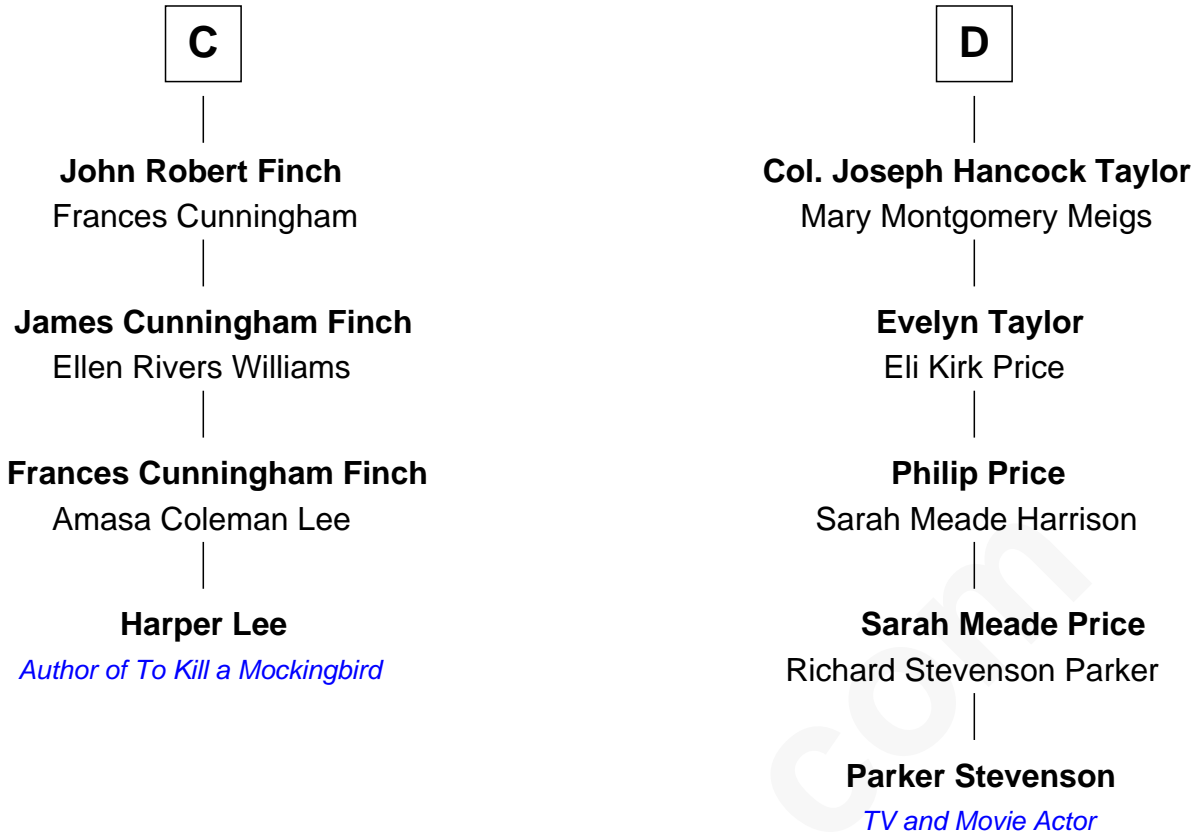 C
John Robert Finch
Frances Cunningham
James Cunningham Finch
Ellen Rivers Williams
Frances Cunningham Finch
Amasa Coleman Lee
Harper Lee
Author of To Kill a Mockingbird
D
Col. Joseph Hancock Taylor
Mary Montgomery Meigs
Evelyn Taylor
Eli Kirk Price
Philip Price
Sarah Meade Harrison
Sarah Meade Price
Richard Stevenson Parker
Parker Stevenson
TV and Movie Actor
com